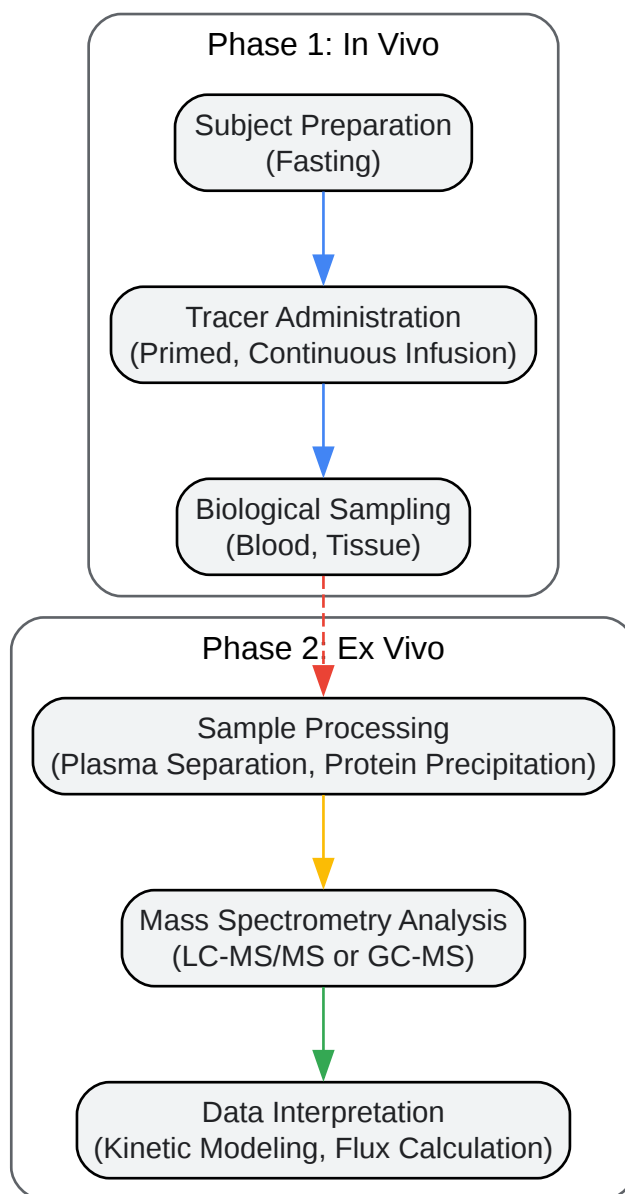 Phase 1: In Vivo
Subject Preparation
(Fasting)
Tracer Administration
(Primed, Continuous Infusion)
Biological Sampling
(Blood, Tissue)
Phase 2: Ex Vivo
Sample Processing
(Plasma Separation, Protein Precipitation)
Mass Spectrometry Analysis
(LC-MS/MS or GC-MS)
Data Interpretation
(Kinetic Modeling, Flux Calculation)